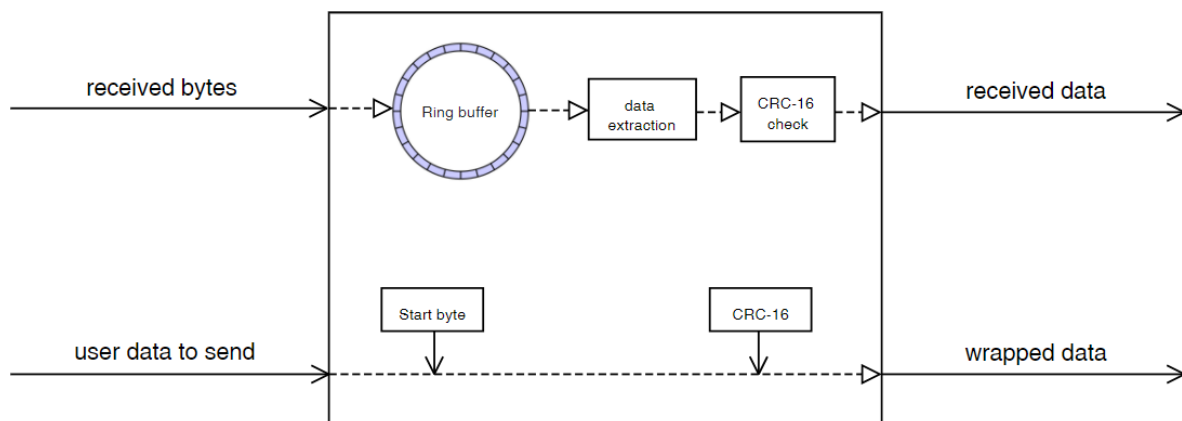 received bytes
Ring buffer
data
extraction
CRC-16
check
received data
Start byte
CRC-16
user data to send
wrapped data